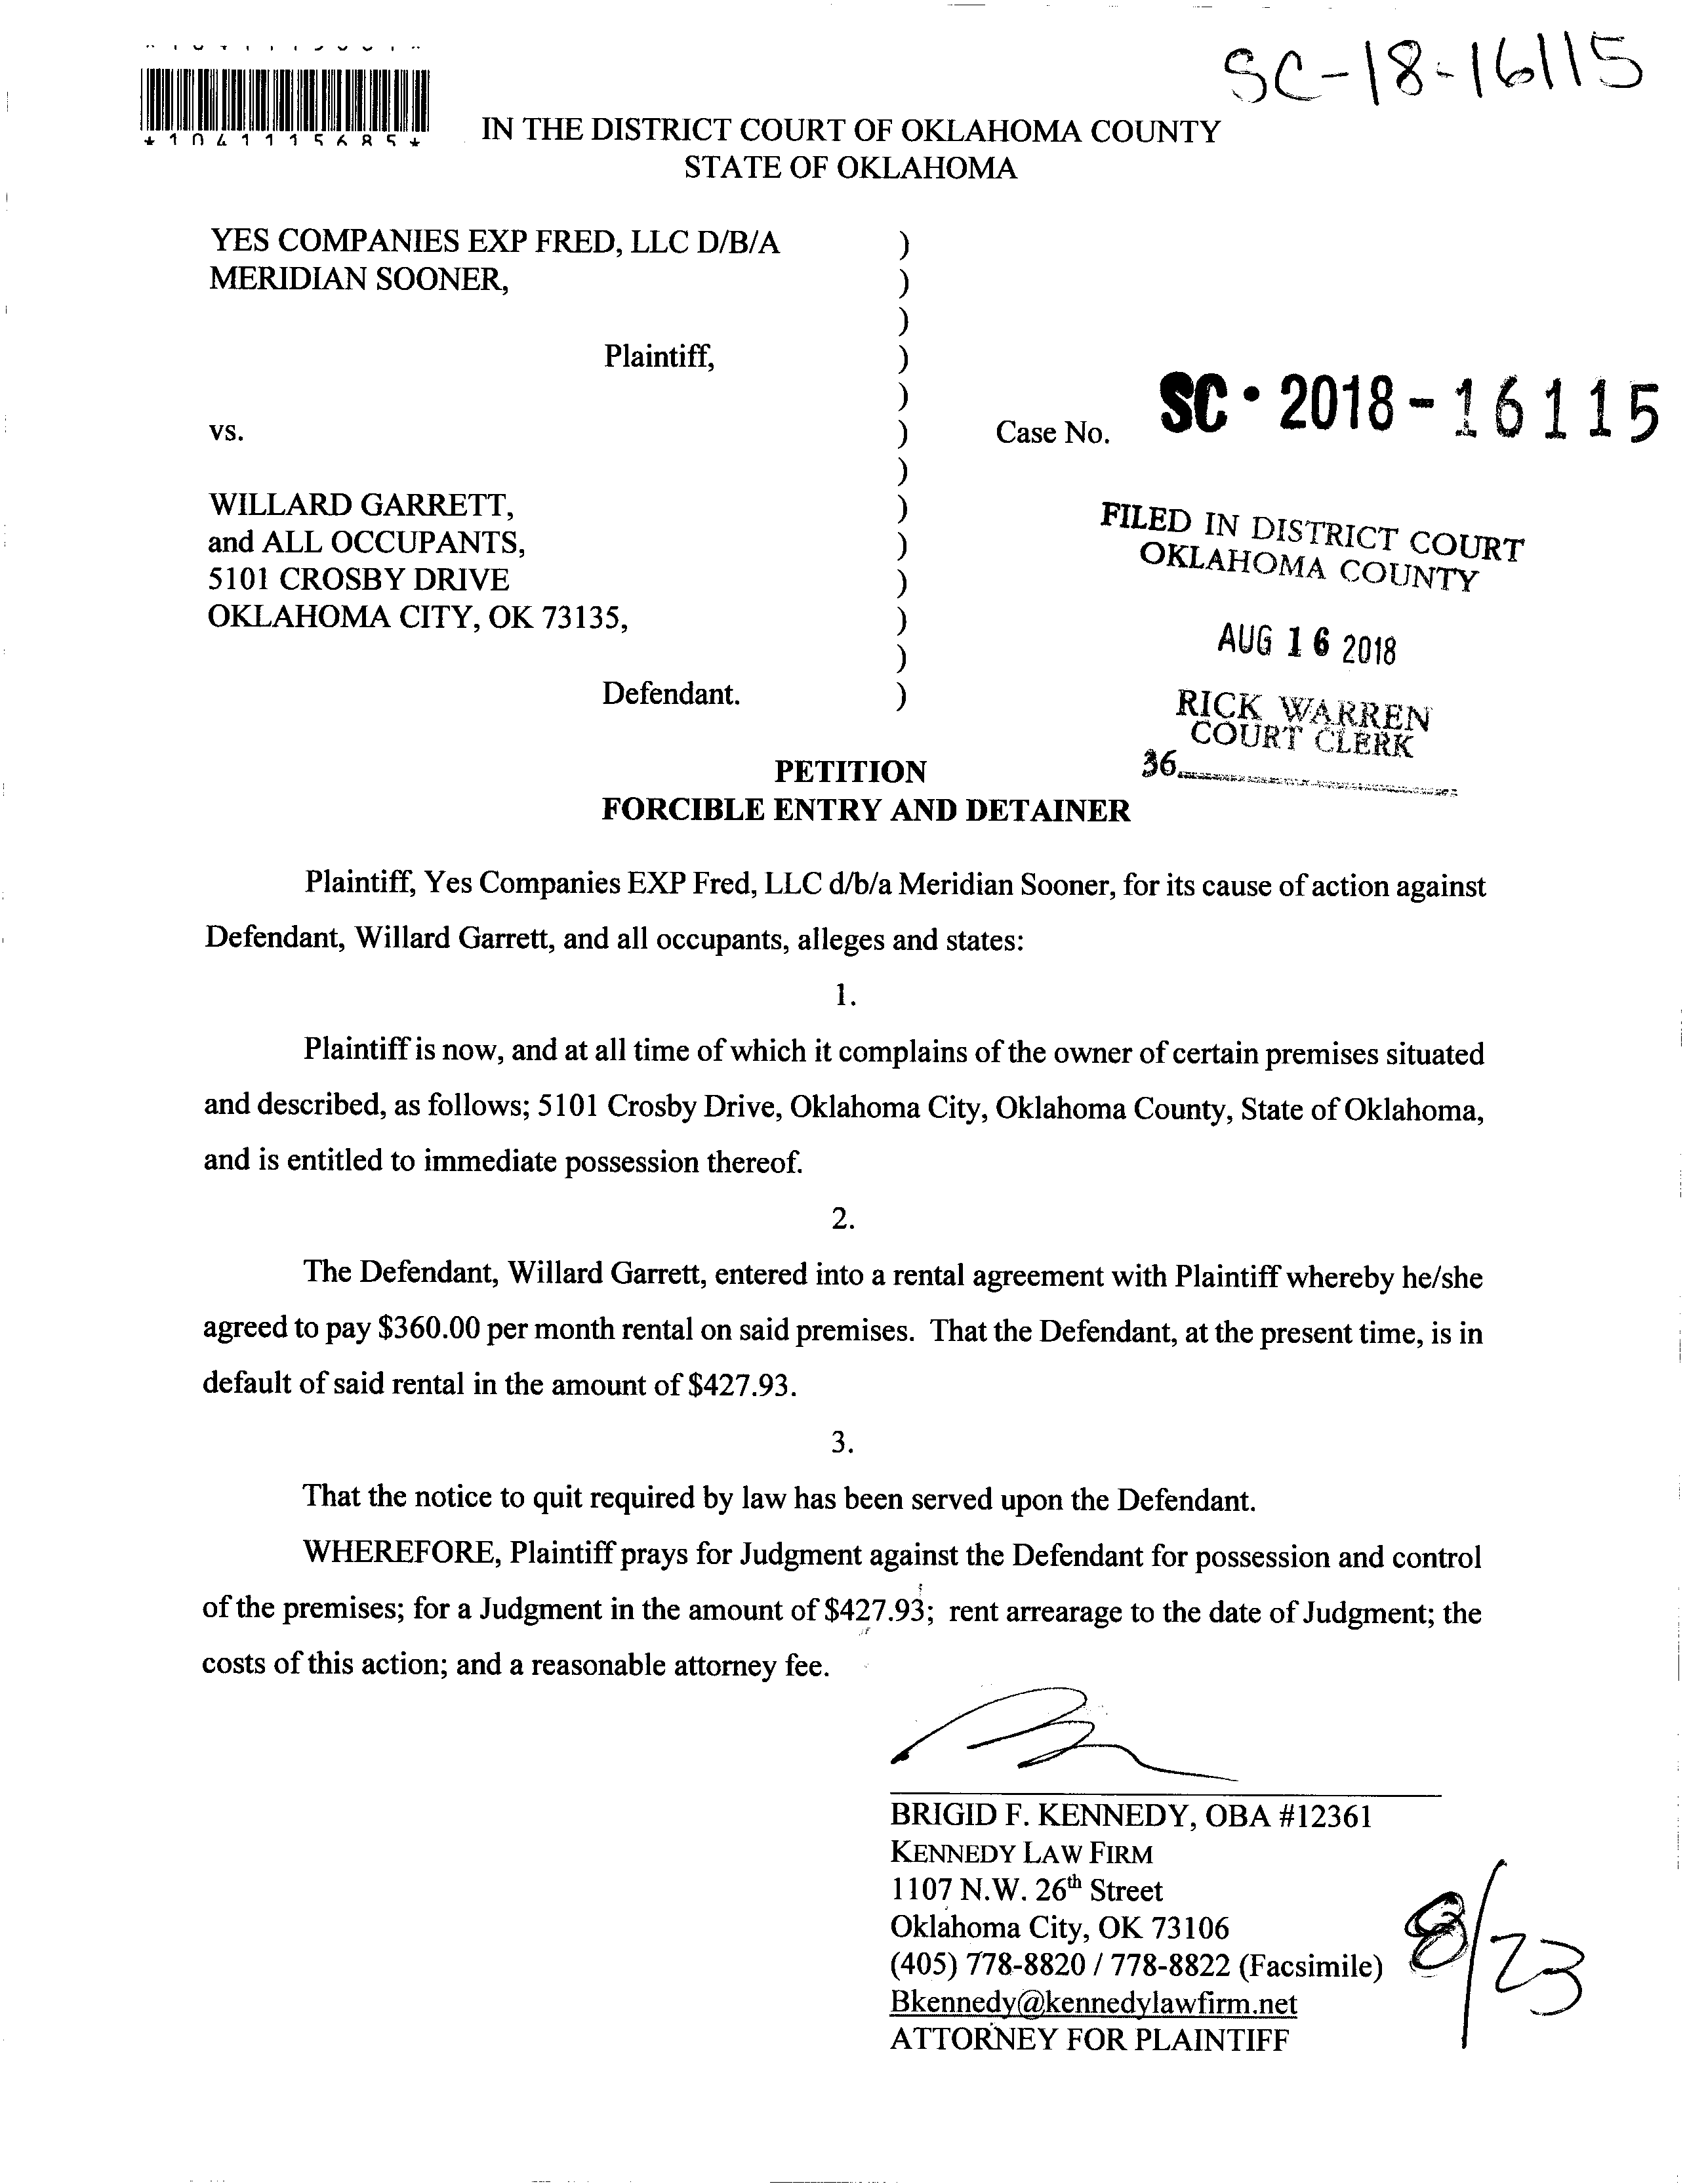 SC-18-16115
*1041115685*
IN THE DISTRICT COURT OF OKLAHOMA COUNTY
STATE OF OKLAHOMA
YES COMPANIES EXP FRED, LLC D/B/A )
MERIDIAN SOONER, )
)
Plaintiff, )
)
vs. ) Case No. SC • 2018-16115
)
WILLARD GARRETT, )
and ALL OCCUPANTS, )
5101 CROSBY DRIVE )
OKLAHOMA CITY, OK 73135, )
)
Defendant. )
FILED IN DISTRICT COURT
OKLAHOMA COUNTY
AUG 16 2018
RICK WARREN
COURT CLERK
36
PETITION
FORCIBLE ENTRY AND DETAINER
Plaintiff, Yes Companies EXP Fred, LLC d/b/a Meridian Sooner, for its cause of action against
Defendant, Willard Garrett, and all occupants, alleges and states:
1.
Plaintiff is now, and at all time of which it complains of the owner of certain premises situated
and described, as follows; 5101 Crosby Drive, Oklahoma City, Oklahoma County, State of Oklahoma,
and is entitled to immediate possession thereof.
2.
The Defendant, Willard Garrett, entered into a rental agreement with Plaintiff whereby he/she
agreed to pay $360.00 per month rental on said premises. That the Defendant, at the present time, is in
default of said rental in the amount of $427.93.
3.
That the notice to quit required by law has been served upon the Defendant.
WHEREFORE, Plaintiff prays for Judgment against the Defendant for possession and control
of the premises; for a Judgment in the amount of $427.93; rent arrearage to the date of Judgment; the
costs of this action; and a reasonable attorney fee.
BRIGID F. KENNEDY, OBA #12361
KENNEDY LAW FIRM
1107 N.W. 26th Street
Oklahoma City, OK 73106
(405) 778-8820 / 778-8822 (Facsimile)
Bkennedy@kennedylawfirm.net
ATTORNEY FOR PLAINTIFF
8/23